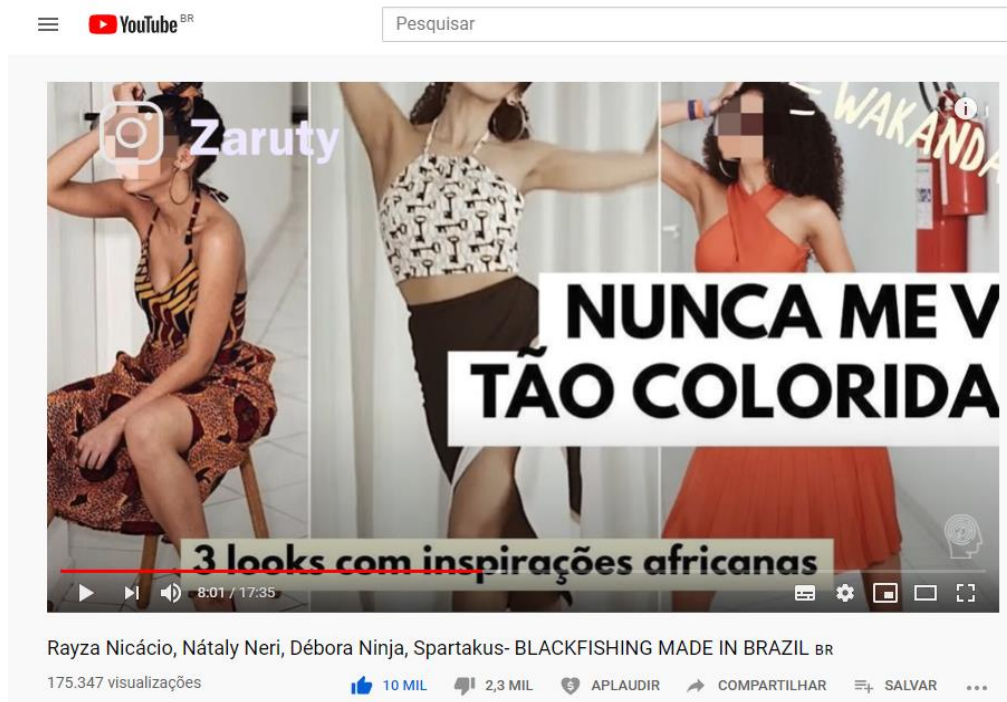 YouTube BR
Pesquisar
Zaruty
= WAKANDA
NUNCA ME V
TÃO COLORIDA
3 looks com inspirações africanas
8:01 / 17:35
Rayza Nicácio, Nátaly Neri, Débora Ninja, Spartakus- BLACKFISHING MADE IN BRAZIL BR
175.347 visualizações 10 MIL 2,3 MIL APLAUDIR COMPARTILHAR SALVAR